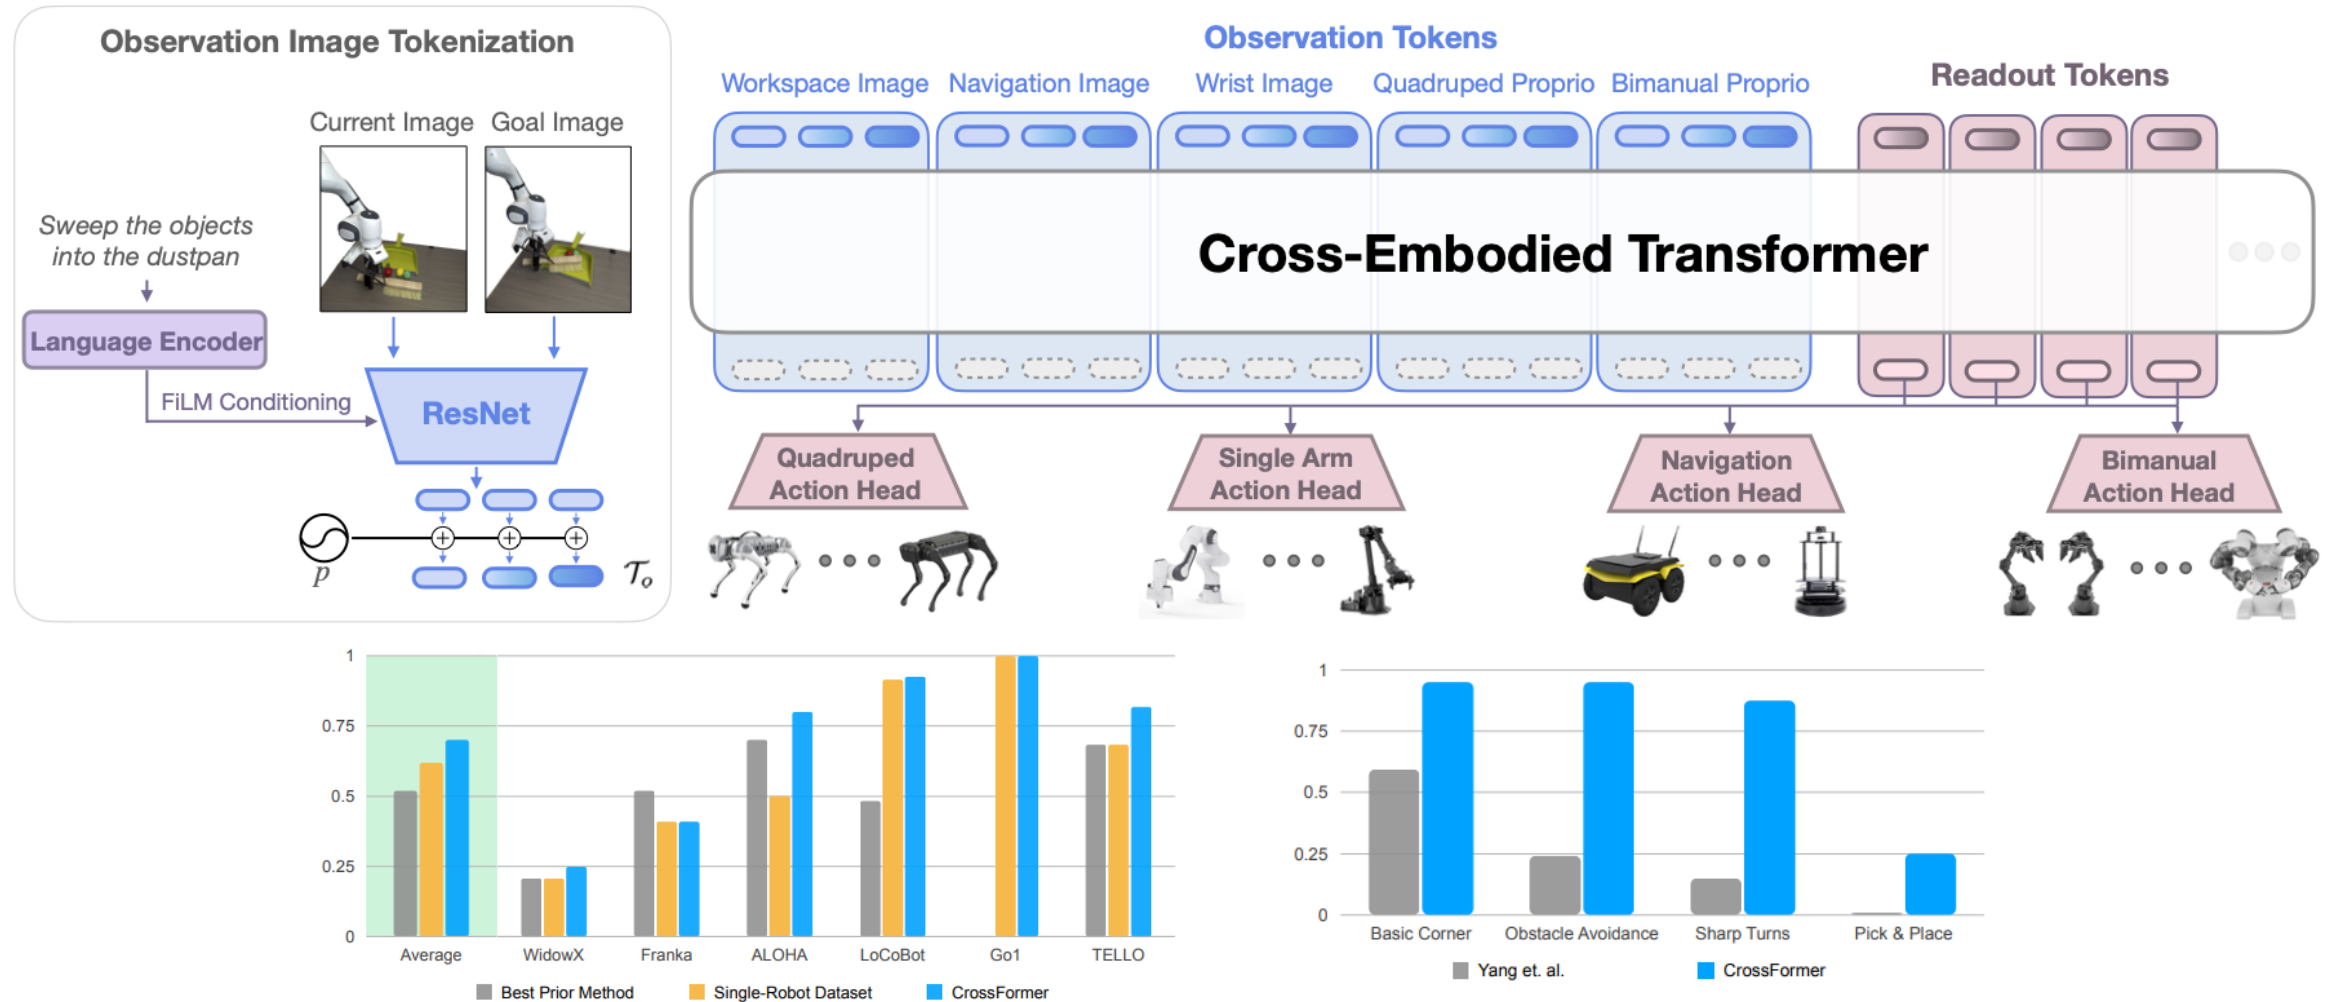 Observation Image Tokenization
Current Image
Goal Image
Sweep the objects
into the dustpan
Language Encoder
FiLM Conditioning
ResNet
p
𝒯ₒ
Observation Tokens
Workspace Image
Navigation Image
Wrist Image
Quadruped Proprio
Bimanual Proprio
Readout Tokens
Cross-Embodied Transformer
Quadruped
Action Head
Single Arm
Action Head
Navigation
Action Head
Bimanual
Action Head
1
0.75
0.5
0.25
0
Average
WidowX
Franka
ALOHA
LoCoBot
Go1
TELLO
Best Prior Method
Single-Robot Dataset
CrossFormer
1
0.75
0.5
0.25
0
Basic Corner
Obstacle Avoidance
Sharp Turns
Pick & Place
Yang et. al.
CrossFormer